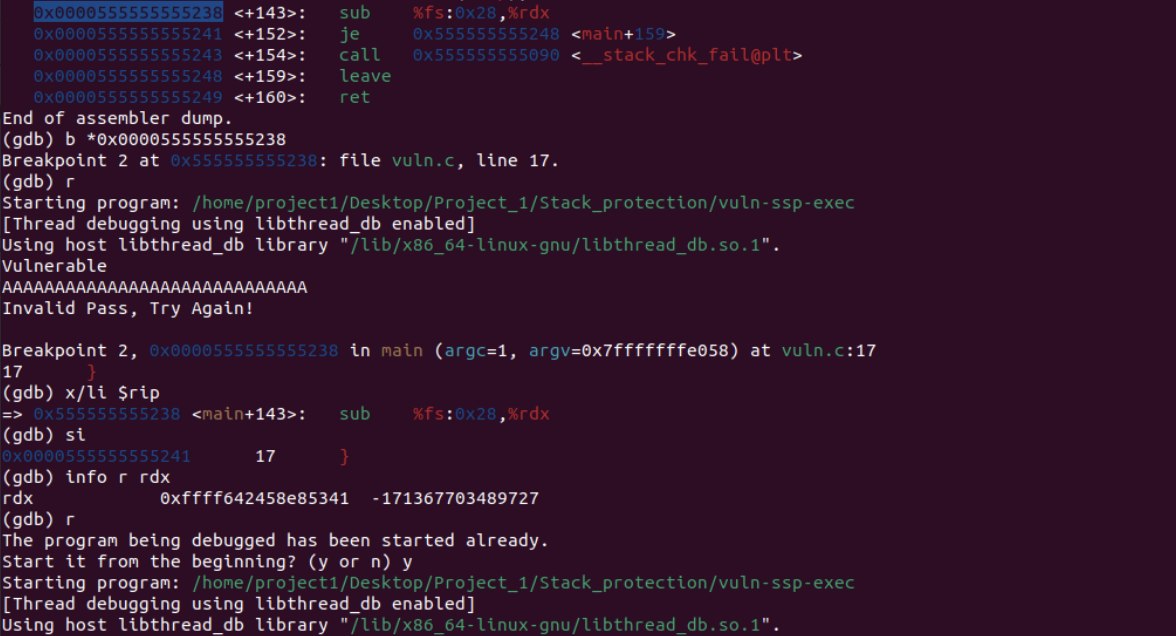 0x0000555555555238 <+143>: sub %fs:0x28,%rdx
0x0000555555555241 <+152>: je 0x555555555248 <main+159>
0x0000555555555243 <+154>: call 0x555555555090 <__stack_chk_fail@plt>
0x0000555555555248 <+159>: leave
0x0000555555555249 <+160>: ret
End of assembler dump.
(gdb) b *0x0000555555555238
Breakpoint 2 at 0x555555555238: file vuln.c, line 17.
(gdb) r
Starting program: /home/project1/Desktop/Project_1/Stack_protection/vuln-ssp-exec
[Thread debugging using libthread_db enabled]
Using host libthread_db library "/lib/x86_64-linux-gnu/libthread_db.so.1".
Vulnerable
AAAAAAAAAAAAAAAAAAAAAAAAAAAAA
Invalid Pass, Try Again!
Breakpoint 2, 0x0000555555555238 in main (argc=1, argv=0x7fffffffe058) at vuln.c:17
17 }
(gdb) x/li $rip
=> 0x555555555238 <main+143>: sub %fs:0x28,%rdx
(gdb) si
0x0000555555555241 17 }
(gdb) info r rdx
rdx 0xffff642458e85341 -171367703489727
(gdb) r
The program being debugged has been started already.
Start it from the beginning? (y or n) y
Starting program: /home/project1/Desktop/Project_1/Stack_protection/vuln-ssp-exec
[Thread debugging using libthread_db enabled]
Using host libthread_db library "/lib/x86_64-linux-gnu/libthread_db.so.1".